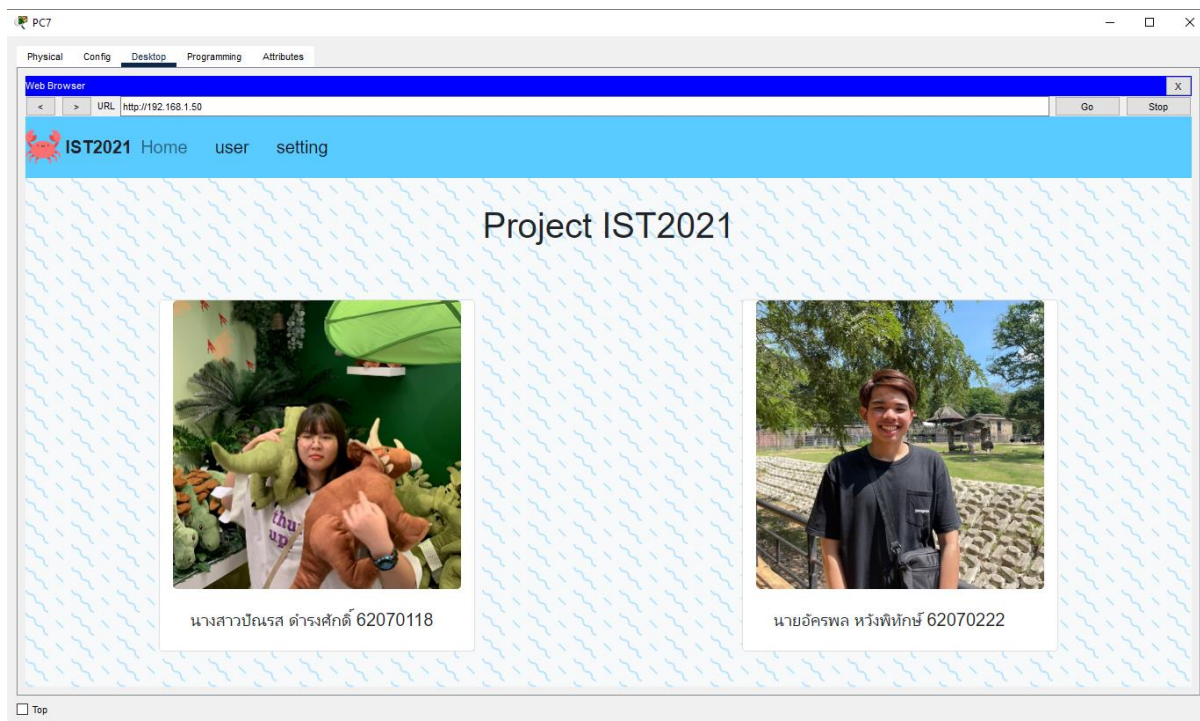 PC7
Physical Config Desktop Programming Attributes
Web Browser X
< > URL http://192.168.1.50 Go Stop
IST2021 Home user setting
Project IST2021
thu
up
นางสาวปัณรส ดำรงศักดิ์ 62070118
นายอัครพล หวังพิทักษ์ 62070222
Top